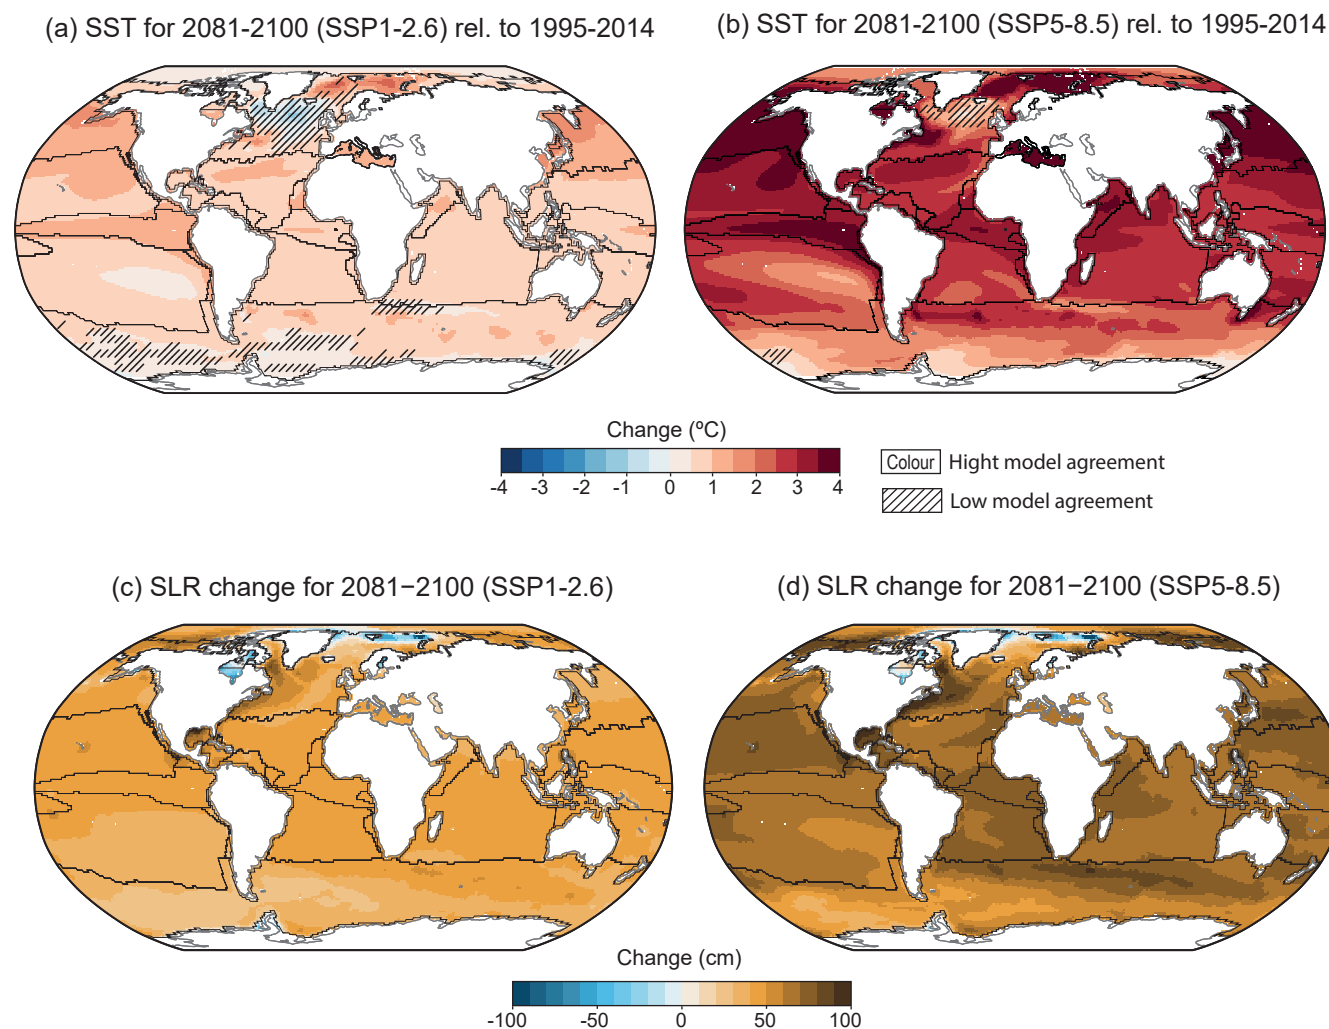 (a) SST for 2081-2100 (SSP1-2.6) rel. to 1995-2014
(b) SST for 2081-2100 (SSP5-8.5) rel. to 1995-2014
Change (ºC)
-4 -3 -2 -1 0 1 2 3 4
Colour Hight model agreement
Low model agreement
(c) SLR change for 2081−2100 (SSP1-2.6)
(d) SLR change for 2081−2100 (SSP5-8.5)
Change (cm)
-100 -50 0 50 100